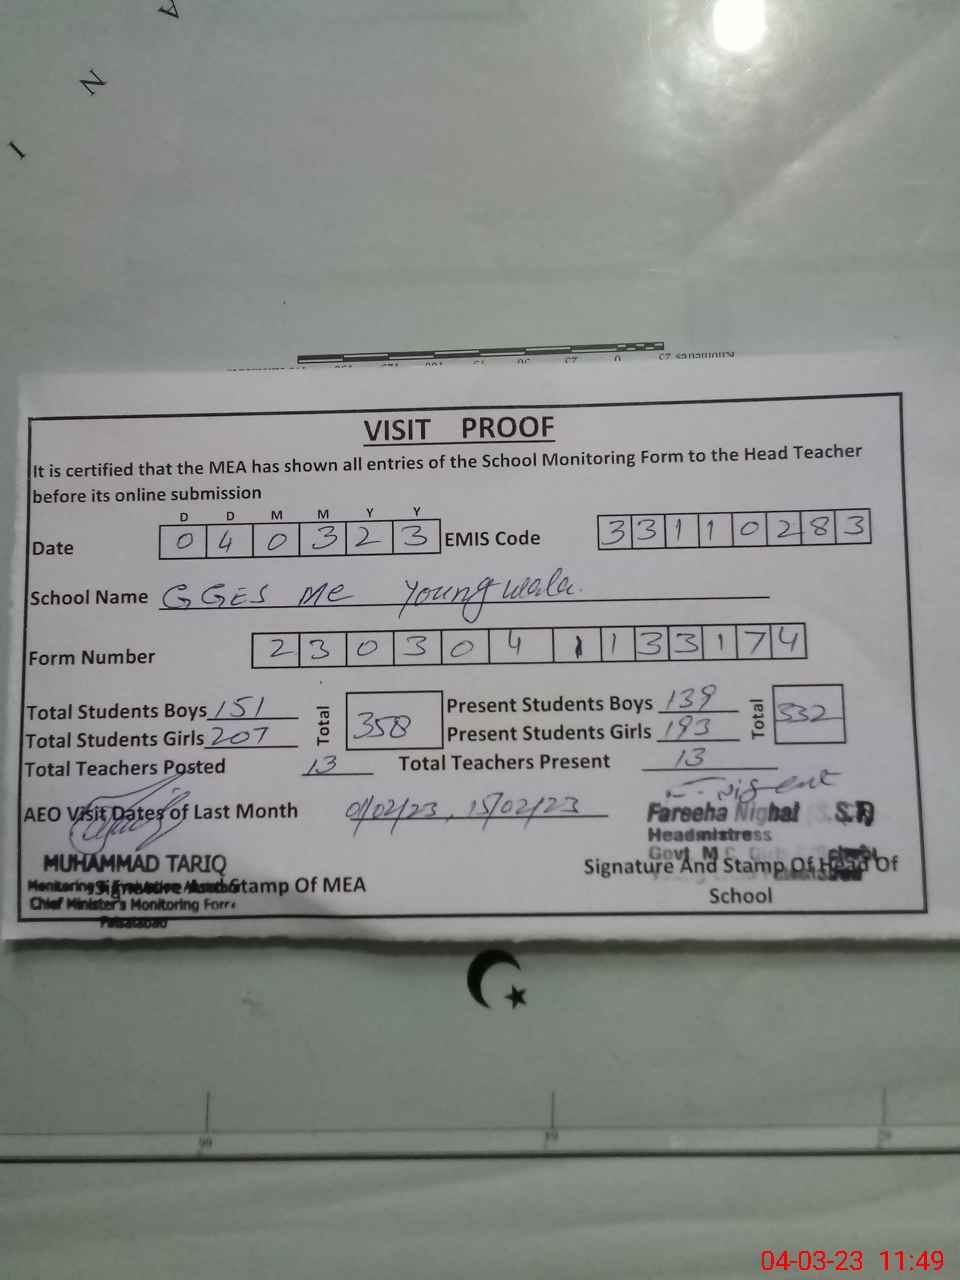 N
I
VISIT PROOF
It is certified that the MEA has shown all entries of the School Monitoring Form to the Head Teacher
before its online submission
D D M M Y Y
Date 0 4 0 3 2 3 EMIS Code 3 3 1 1 0 2 8 3
School Name GGES MC Youngwala.
Form Number 2 3 0 3 0 4 1 1 3 3 1 7 4
Total Students Boys 151 Total 358 Present Students Boys 139 Total 332
Total Students Girls 207 Present Students Girls 193
Total Teachers Posted 13 Total Teachers Present 13
AEO Visit Dates of Last Month 01/02/23, 15/02/23
Fareeha Nighat (S.S.T)
Headmistress
Govt. M.C.
MUHAMMAD TARIQ
Signature And Stamp Of MEA
Monitoring
Chief Minister's Monitoring Force
Faisalabad
Signature And Stamp Of Head Of
School
04-03-23 11:49